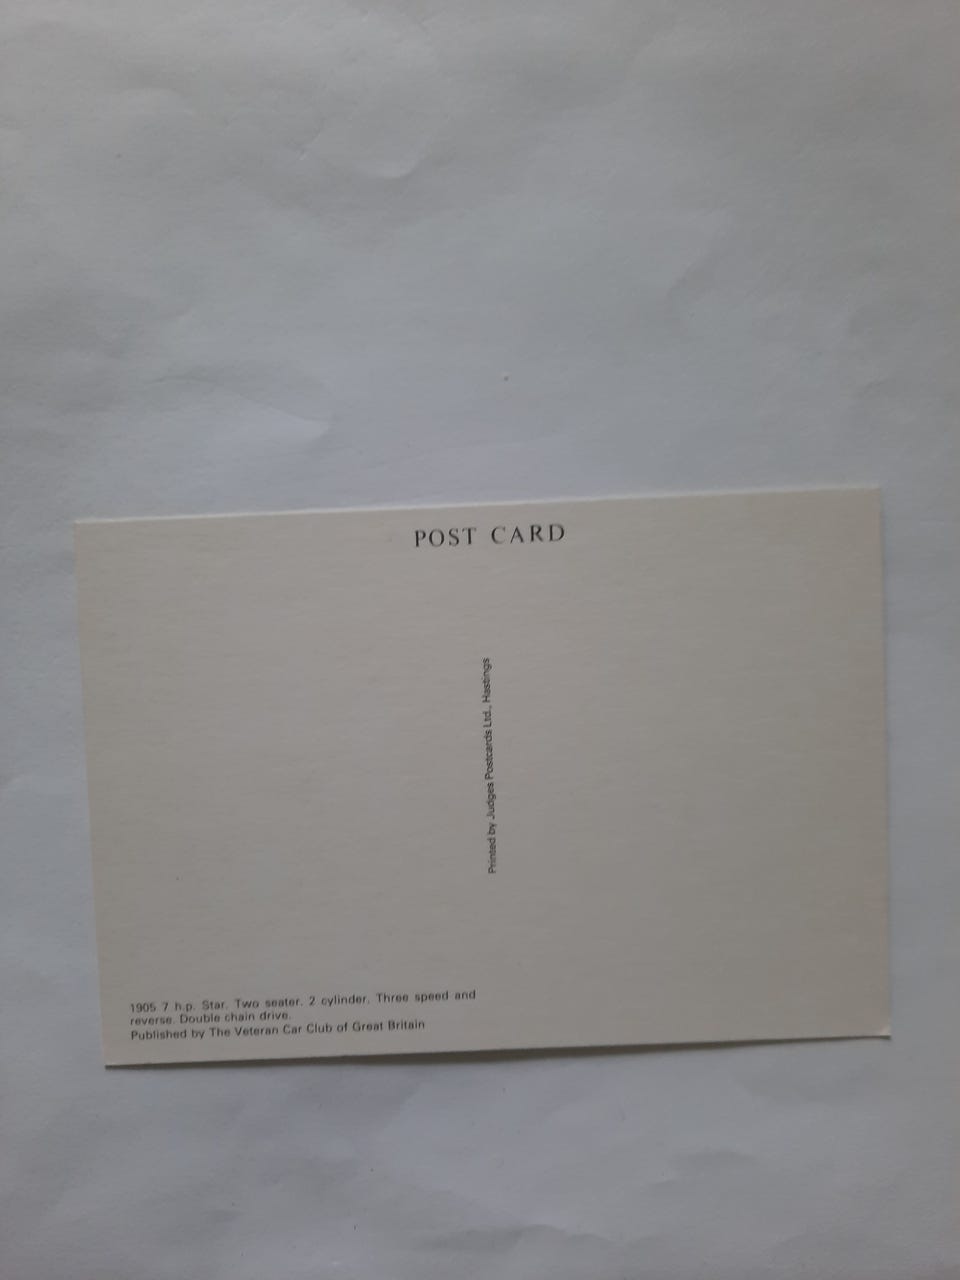 POST CARD
Printed by Judges Postcards Ltd., Hastings
1905 7 h.p. Star. Two seater. 2 cylinder. Three speed and
reverse. Double chain drive.
Published by The Veteran Car Club of Great Britain